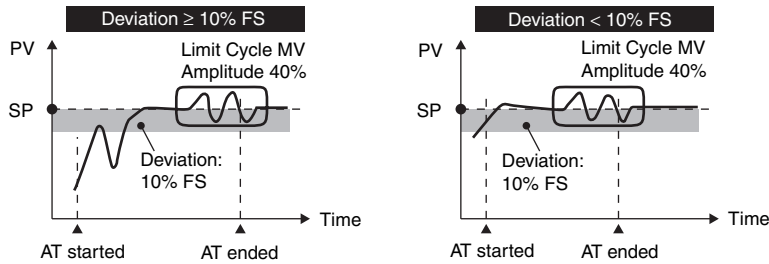 Deviation ≥ 10% FS
PV
Limit Cycle MV
Amplitude 40%
SP
Deviation:
10% FS
Time
AT started
AT ended
Deviation < 10% FS
PV
Limit Cycle MV
Amplitude 40%
SP
Deviation:
10% FS
Time
AT started
AT ended